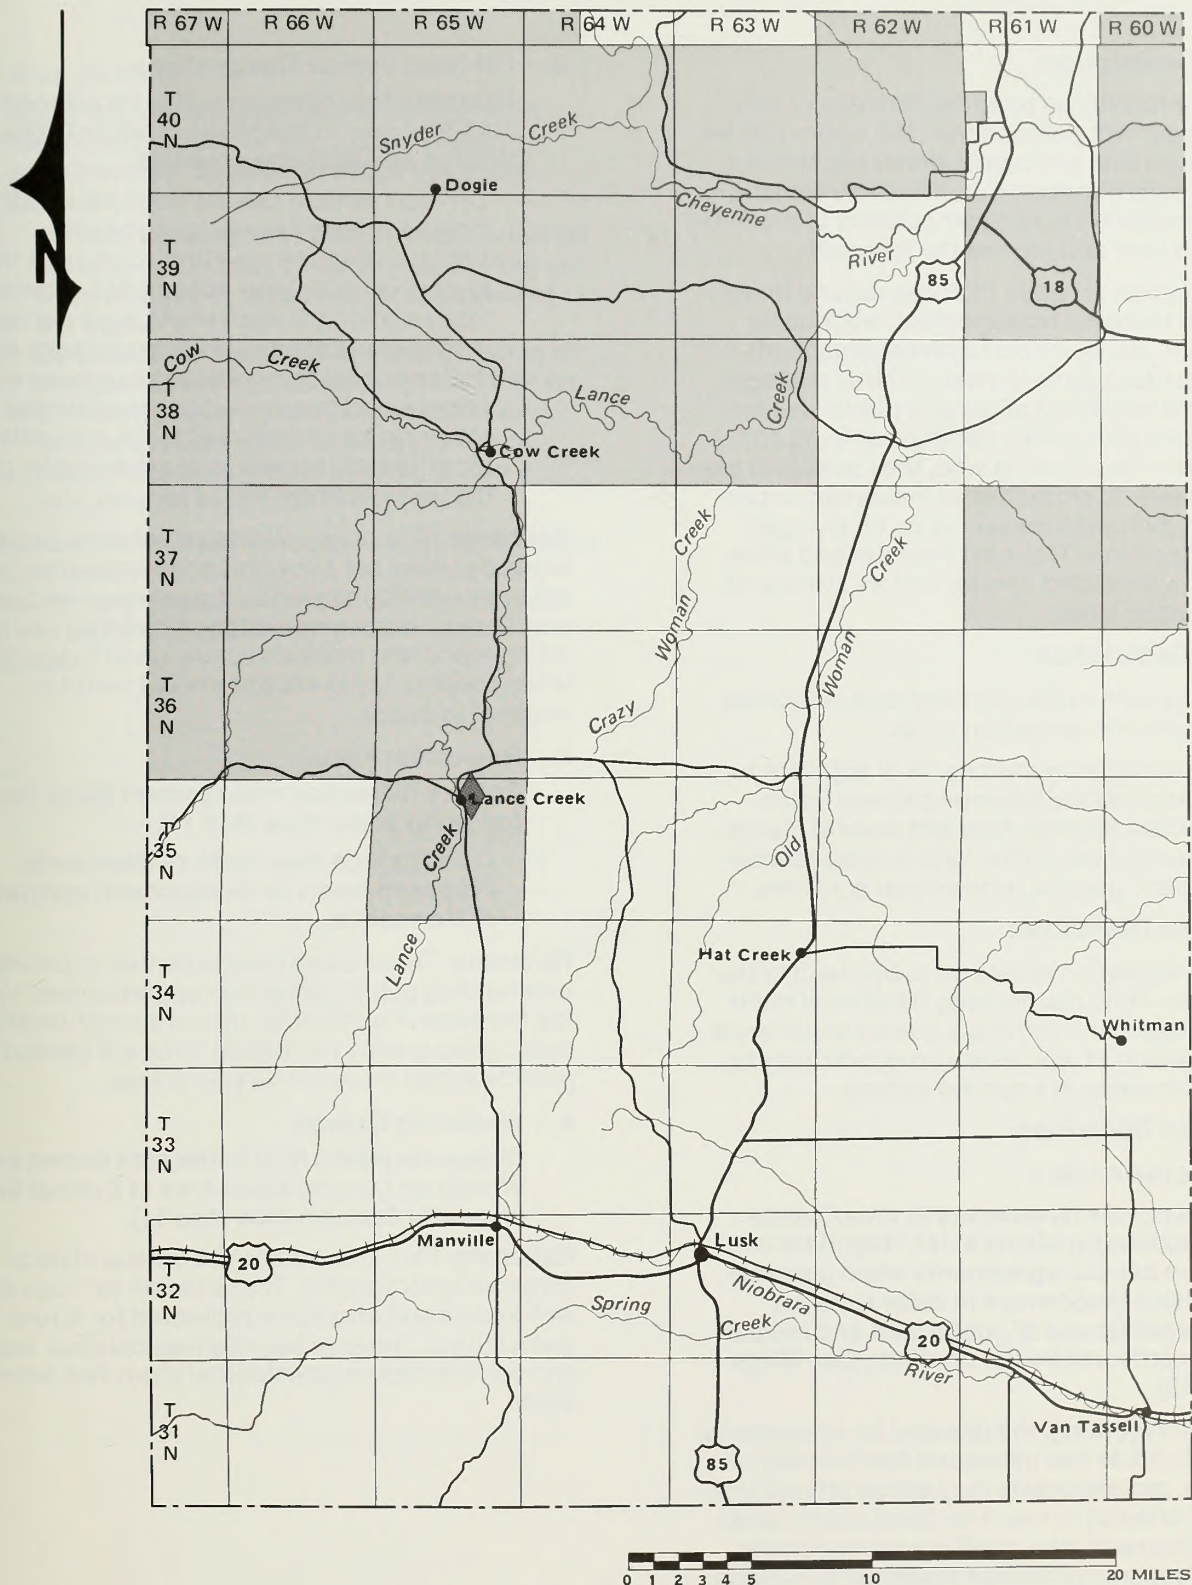 R 67 W R 66 W R 65 W R 64 W R 63 W R 62 W R 61 W R 60 W
N
T
40
N
Snyder Creek
Dogie
Cheyenne
River
T
39
N
85
18
Cow Creek
T
38
N
Lance
Creek
Cow Creek
T
37
N
Creek
Creek
Woman
Woman
T
36
N
Crazy
Lance Creek
T
35
N
Creek
Old
Lance
Hat Creek
T
34
N
Whitman
T
33
N
Manville
Lusk
20
T
32
N
Niobrara
Spring
Creek
20
River
T
31
N
Van Tassell
85
0 1 2 3 4 5 10 20 MILES